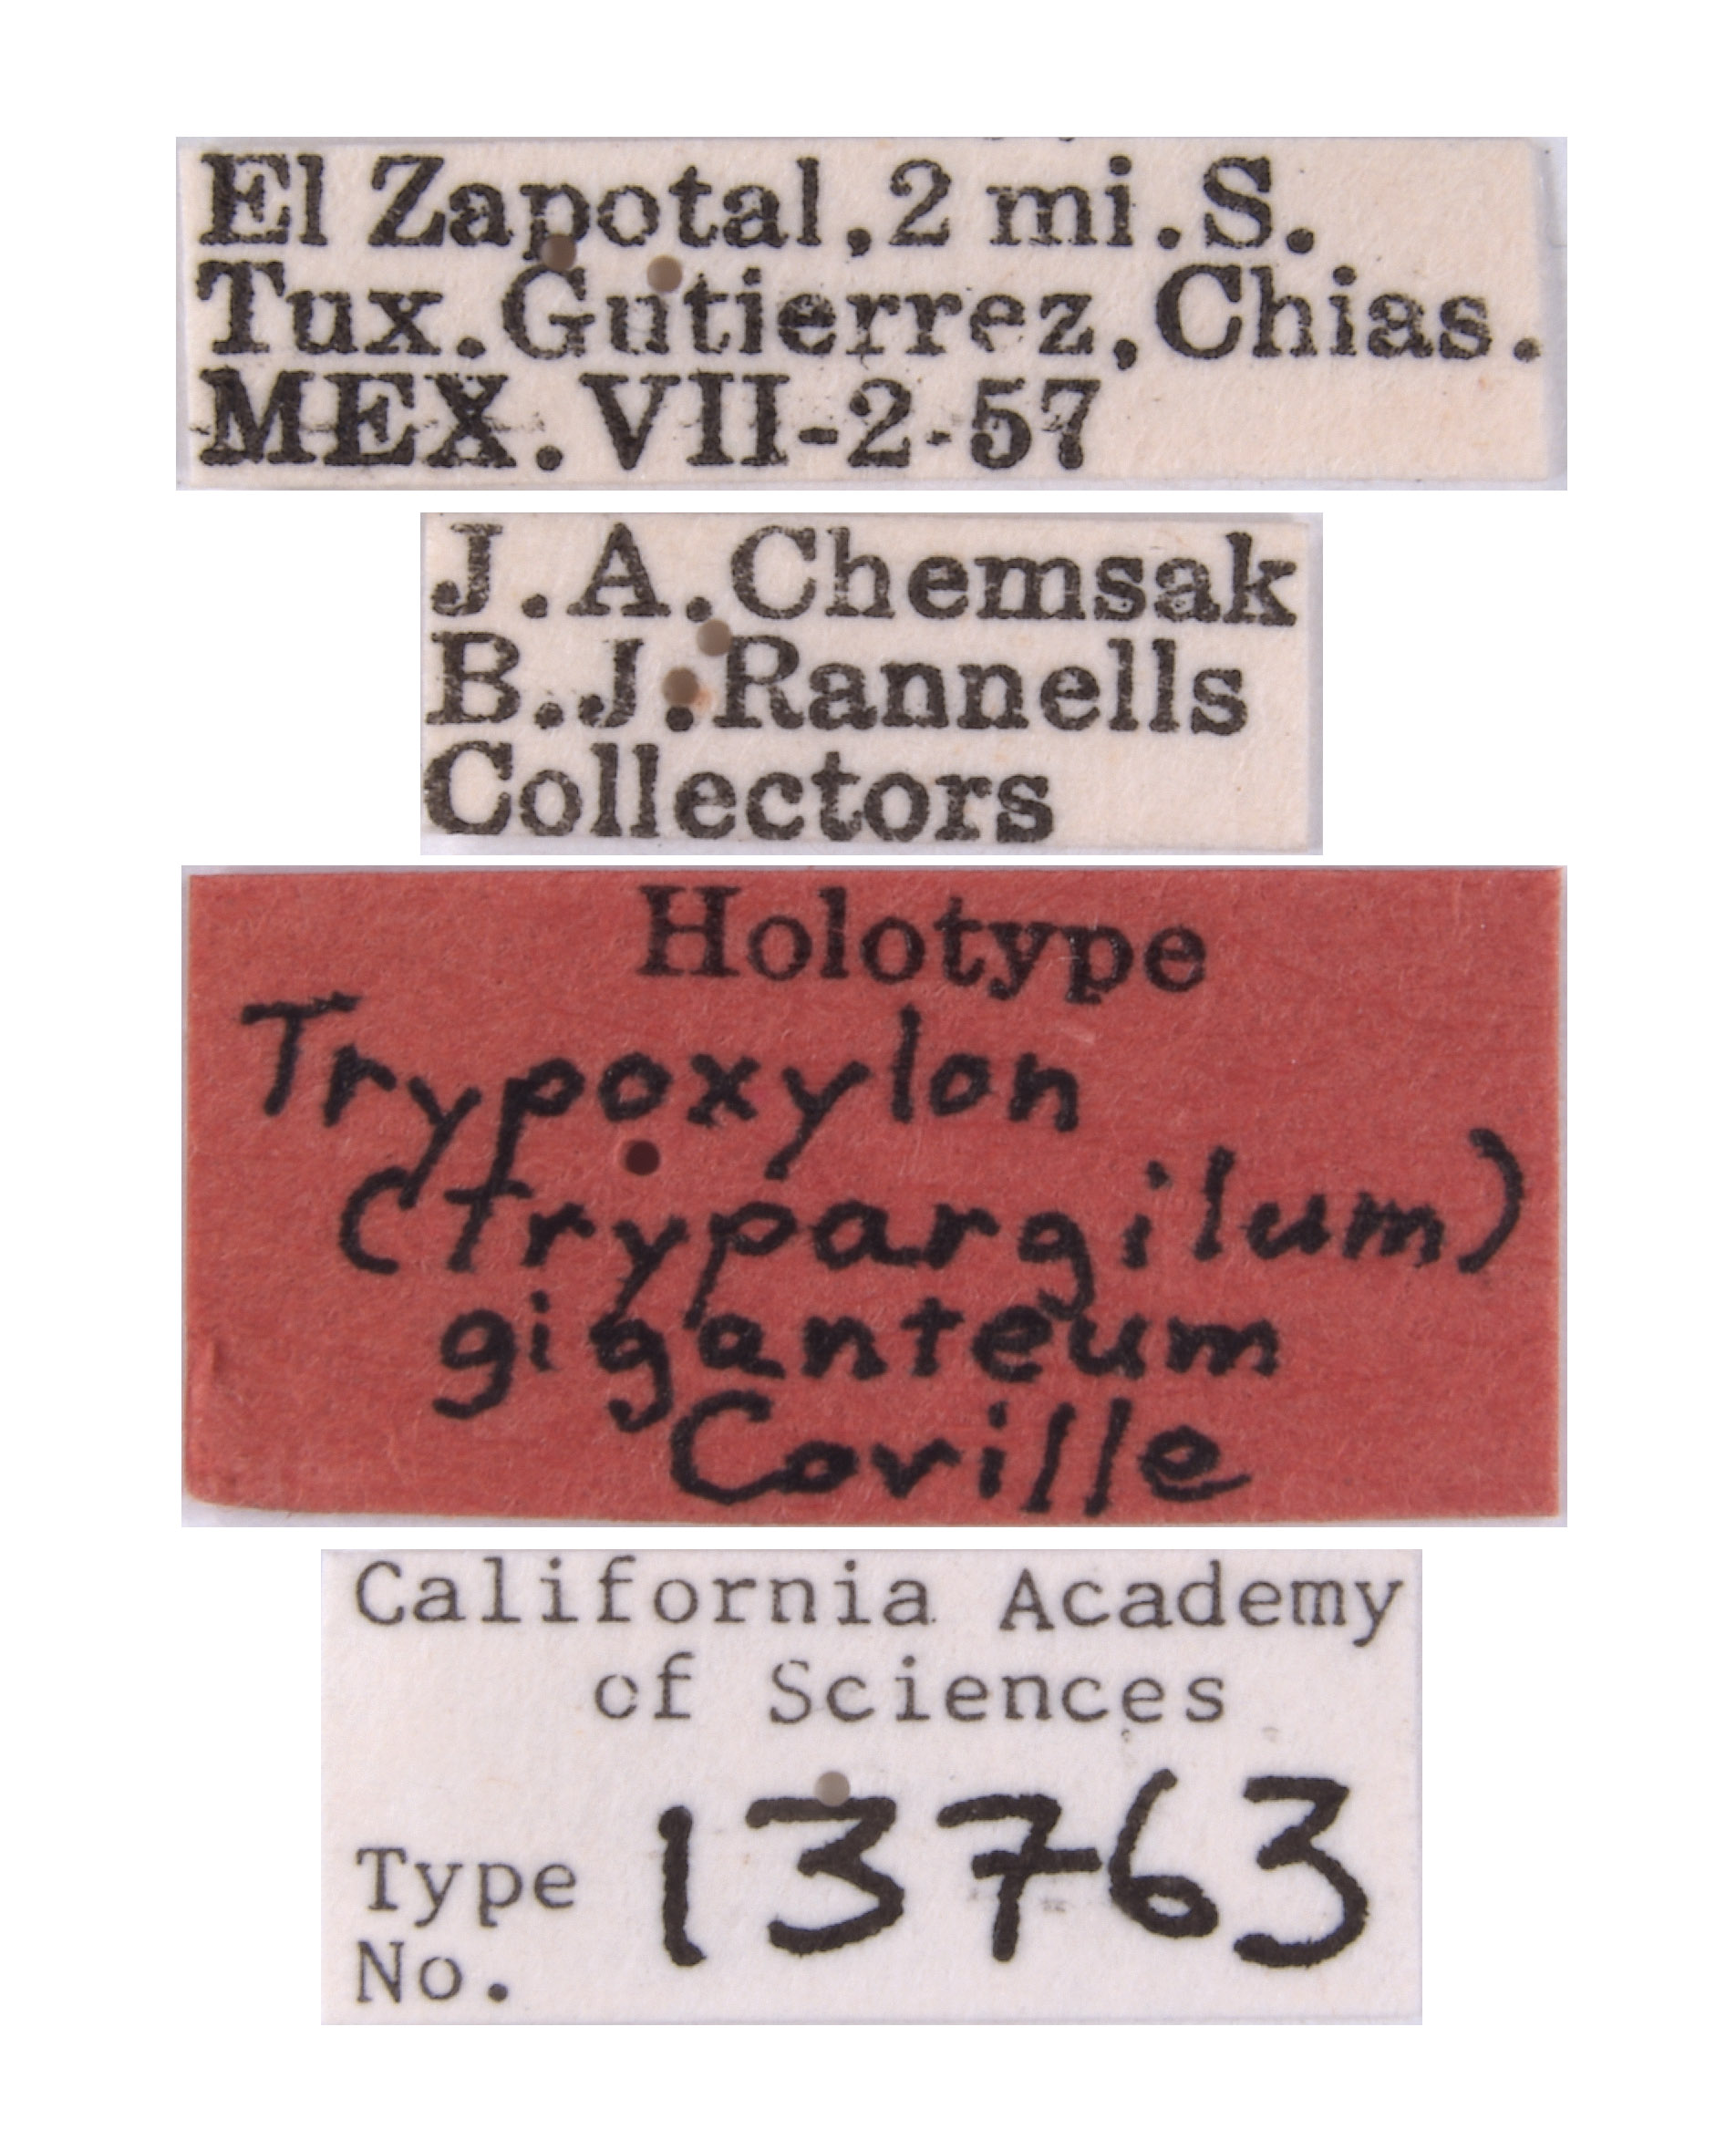 El Zapotal, 2 mi. S.
Tux. Gutierrez, Chias.
MEX. VII-2-57
J. A. Chemsak
B. J. Rannells
Collectors
Holotype
Trypoxylon
(trypargilum)
giganteum
Coville
California Academy
of Sciences
Type
No. 13763